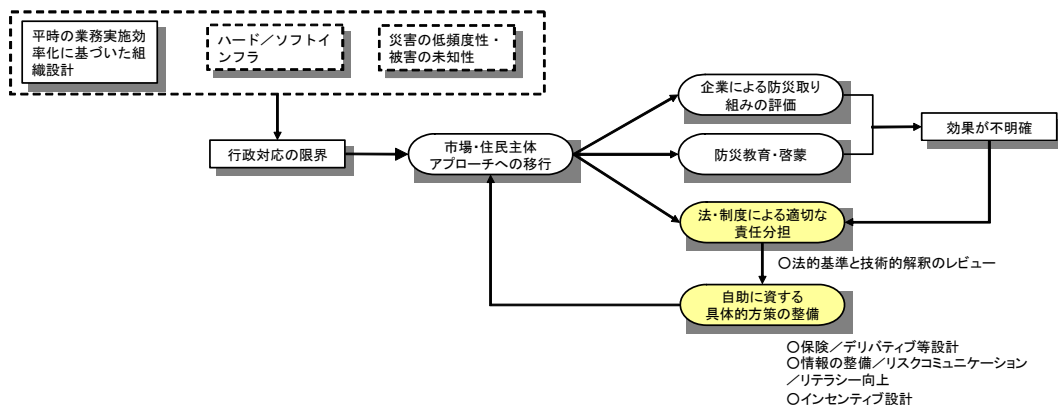 平時の業務実施効
率化に基づいた組
織設計
ハード／ソフトイ
ンフラ
災害の低頻度性・
被害の未知性
企業による防災取り
組みの評価
効果が不明確
行政対応の限界
市場・住民主体
アプローチへの移行
防災教育・啓蒙
法・制度による適切な
責任分担
○法的基準と技術的解釈のレビュー
自助に資する
具体的方策の整備
○保険／デリバティブ等設計
○情報の整備／リスクコミュニケーション
／リテラシー向上
○インセンティブ設計